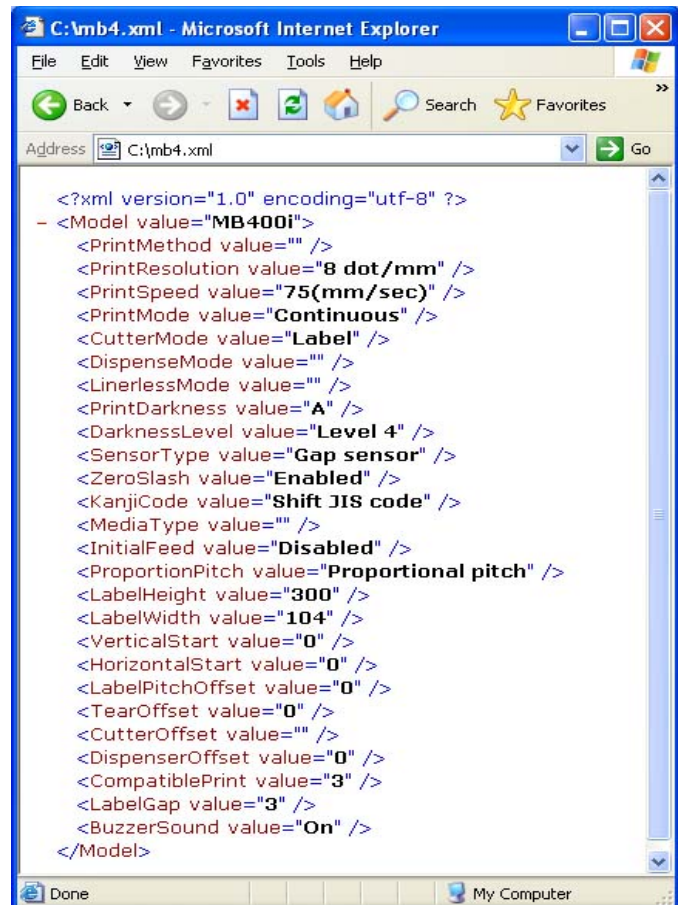 C:\mb4.xml - Microsoft Internet Explorer
File Edit View Favorites Tools Help
Back Search Favorites »
Address C:\mb4.xml Go
<?xml version="1.0" encoding="utf-8" ?>
- <Model value="MB400i">
<PrintMethod value="" />
<PrintResolution value="8 dot/mm" />
<PrintSpeed value="75(mm/sec)" />
<PrintMode value="Continuous" />
<CutterMode value="Label" />
<DispenseMode value="" />
<LinerlessMode value="" />
<PrintDarkness value="A" />
<DarknessLevel value="Level 4" />
<SensorType value="Gap sensor" />
<ZeroSlash value="Enabled" />
<KanjiCode value="Shift JIS code" />
<MediaType value="" />
<InitialFeed value="Disabled" />
<ProportionPitch value="Proportional pitch" />
<LabelHeight value="300" />
<LabelWidth value="104" />
<VerticalStart value="0" />
<HorizontalStart value="0" />
<LabelPitchOffset value="0" />
<TearOffset value="0" />
<CutterOffset value="" />
<DispenserOffset value="0" />
<CompatiblePrint value="3" />
<LabelGap value="3" />
<BuzzerSound value="On" />
</Model>
Done My Computer